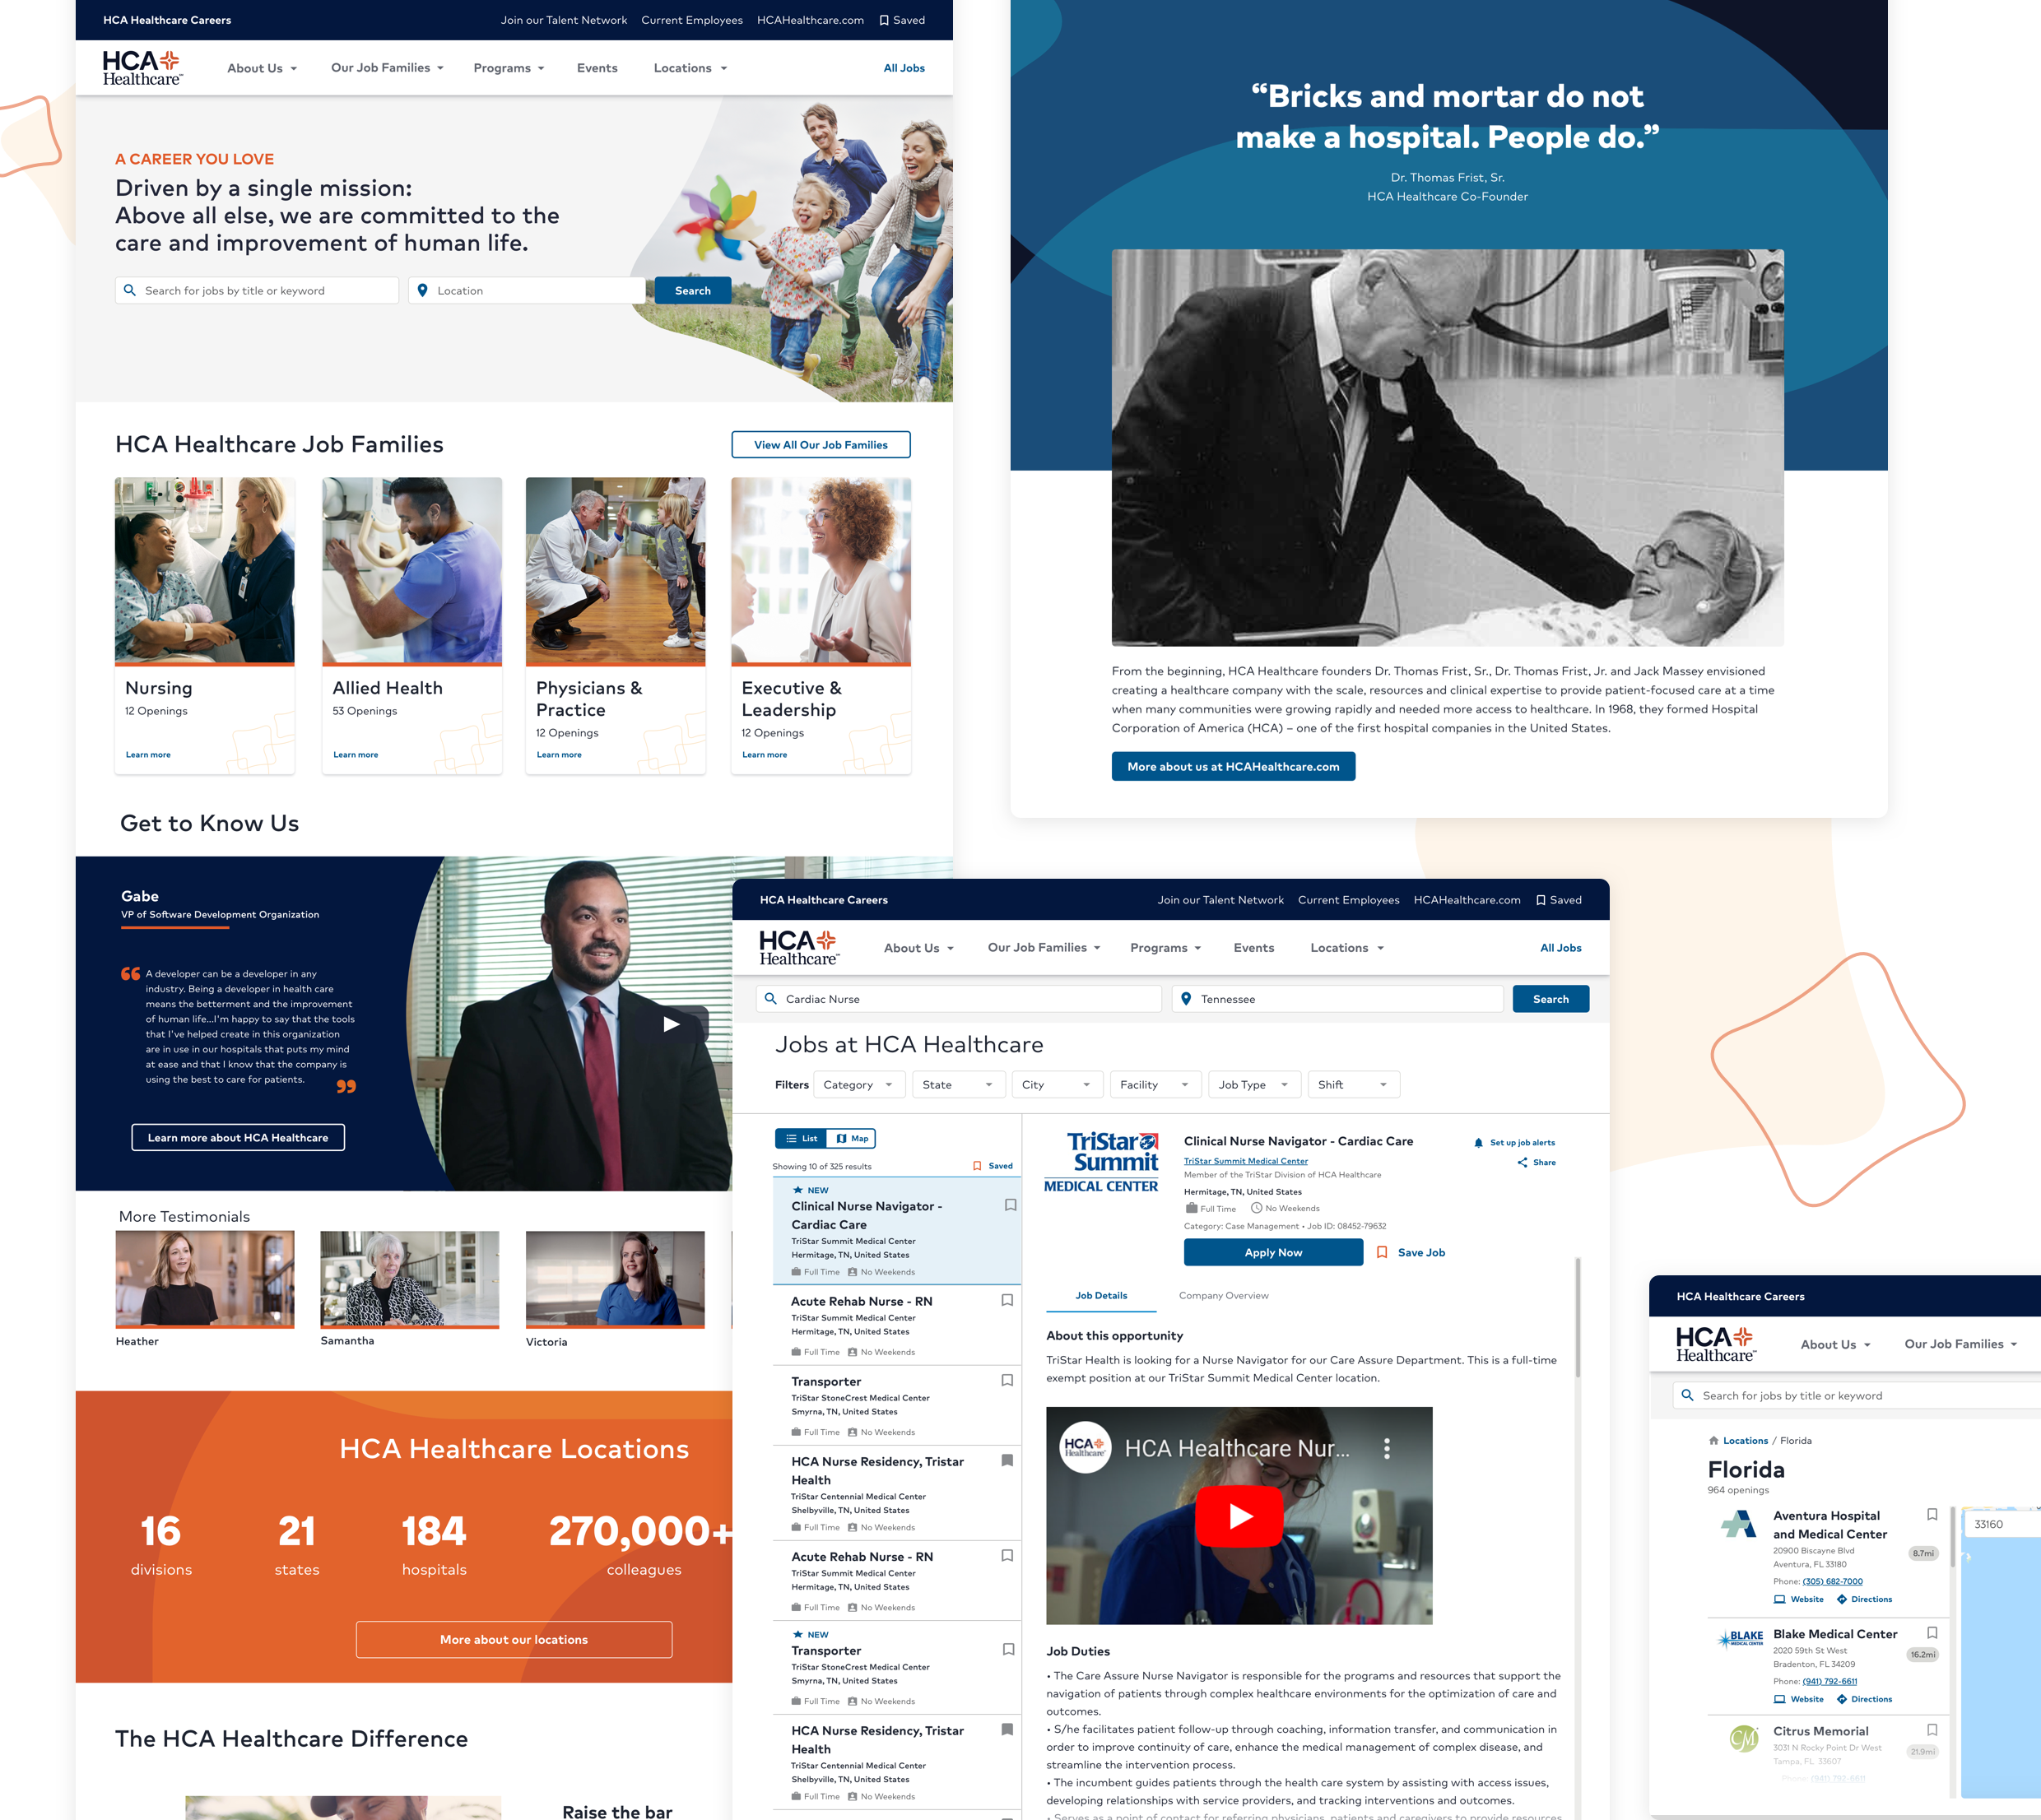 HCA Healthcare Careers
Join our Talent Network
Current Employees
HCAHealthcare.com
Saved
HCA
Healthcare™
About Us
Our Job Families
Programs
Events
Locations
All Jobs
A CAREER YOU LOVE
Driven by a single mission:
Above all else, we are committed to the
care and improvement of human life.
Search for jobs by title or keyword
Location
Search
HCA Healthcare Job Families
View All Our Job Families
Nursing
12 Openings
Learn more
Allied Health
53 Openings
Learn more
Physicians &
Practice
12 Openings
Learn more
Executive &
Leadership
12 Openings
Learn more
Get to Know Us
Gabe
VP of Software Development Organization
“ A developer can be a developer in any
industry. Being a developer in health care
means the betterment and the improvement
of human life...I'm happy to say that the tools
that I've helped create in this organization
are in use in our hospitals that puts my mind
at ease and that I know that the company is
using the best to care for patients. ”
Learn more about HCA Healthcare
More Testimonials
Heather
Samantha
Victoria
HCA Healthcare Locations
16
divisions
21
states
184
hospitals
270,000+
colleagues
More about our locations
The HCA Healthcare Difference
Raise the bar
“Bricks and mortar do not
make a hospital. People do.”
Dr. Thomas Frist, Sr.
HCA Healthcare Co-Founder
From the beginning, HCA Healthcare founders Dr. Thomas Frist, Sr., Dr. Thomas Frist, Jr. and Jack Massey envisioned
creating a healthcare company with the scale, resources and clinical expertise to provide patient-focused care at a time
when many communities were growing rapidly and needed more access to healthcare. In 1968, they formed Hospital
Corporation of America (HCA) – one of the first hospital companies in the United States.
More about us at HCAHealthcare.com
HCA Healthcare Careers
Join our Talent Network
Current Employees
HCAHealthcare.com
Saved
HCA
Healthcare™
About Us
Our Job Families
Programs
Events
Locations
All Jobs
Cardiac Nurse
Tennessee
Search
Jobs at HCA Healthcare
Filters
Category
State
City
Facility
Job Type
Shift
List
Map
Showing 10 of 325 results
Saved
NEW
Clinical Nurse Navigator -
Cardiac Care
TriStar Summit Medical Center
Hermitage, TN, United States
Full Time
No Weekends
Acute Rehab Nurse - RN
TriStar Summit Medical Center
Hermitage, TN, United States
Full Time
No Weekends
Transporter
TriStar StoneCrest Medical Center
Smyrna, TN, United States
Full Time
No Weekends
HCA Nurse Residency, Tristar
Health
TriStar Centennial Medical Center
Shelbyville, TN, United States
Full Time
No Weekends
Acute Rehab Nurse - RN
TriStar Summit Medical Center
Hermitage, TN, United States
Full Time
No Weekends
NEW
Transporter
TriStar StoneCrest Medical Center
Smyrna, TN, United States
Full Time
No Weekends
HCA Nurse Residency, Tristar
Health
TriStar Centennial Medical Center
Shelbyville, TN, United States
Full Time
No Weekends
TriStar
Summit
MEDICAL CENTER
Clinical Nurse Navigator - Cardiac Care
TriStar Summit Medical Center
Member of the TriStar Division of HCA Healthcare
Hermitage, TN, United States
Full Time
No Weekends
Category: Case Management • Job ID: 08452-79632
Set up job alerts
Share
Apply Now
Save Job
Job Details
Company Overview
About this opportunity
TriStar Health is looking for a Nurse Navigator for our Care Assure Department. This is a full-time
exempt position at our TriStar Summit Medical Center location.
HCA
Healthcare
HCA Healthcare Nur...
Job Duties
• The Care Assure Nurse Navigator is responsible for the programs and resources that support the
navigation of patients through complex healthcare environments for the optimization of care and
outcomes.
• S/he facilitates patient follow-up through coaching, information transfer, and communication in
order to improve continuity of care, enhance the medical management of complex disease, and
streamline the intervention process.
• The incumbent guides patients through the health care system by assisting with access issues,
developing relationships with service providers, and tracking interventions and outcomes.
• Serves as a point of contact for referring physicians, patients and caregivers to provide resources
HCA Healthcare Careers
HCA
Healthcare™
About Us
Our Job Families
Search for jobs by title or keyword
Locations / Florida
Florida
964 openings
Aventura Hospital
and Medical Center
20900 Biscayne Blvd
Aventura, FL 33180
8.7mi
Phone: (305) 682-7000
Website
Directions
BLAKE
MEDICAL CENTER
Blake Medical Center
2020 59th St West
Bradenton, FL 34209
16.2mi
Phone: (941) 792-6611
Website
Directions
CM
Citrus Memorial
3031 N Rocky Point Dr West
Tampa, FL 33607
21.9mi
Phone: (941) 792-6611
33160